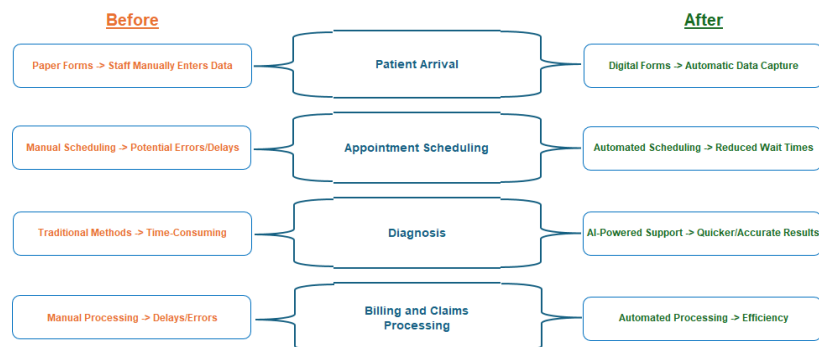 Before
After
Paper Forms -> Staff Manually Enters Data
Patient Arrival
Digital Forms -> Automatic Data Capture
Manual Scheduling -> Potential Errors/Delays
Appointment Scheduling
Automated Scheduling -> Reduced Wait Times
Traditional Methods -> Time-Consuming
Diagnosis
AI-Powered Support -> Quicker/Accurate Results
Manual Processing -> Delays/Errors
Billing and Claims
Processing
Automated Processing -> Efficiency